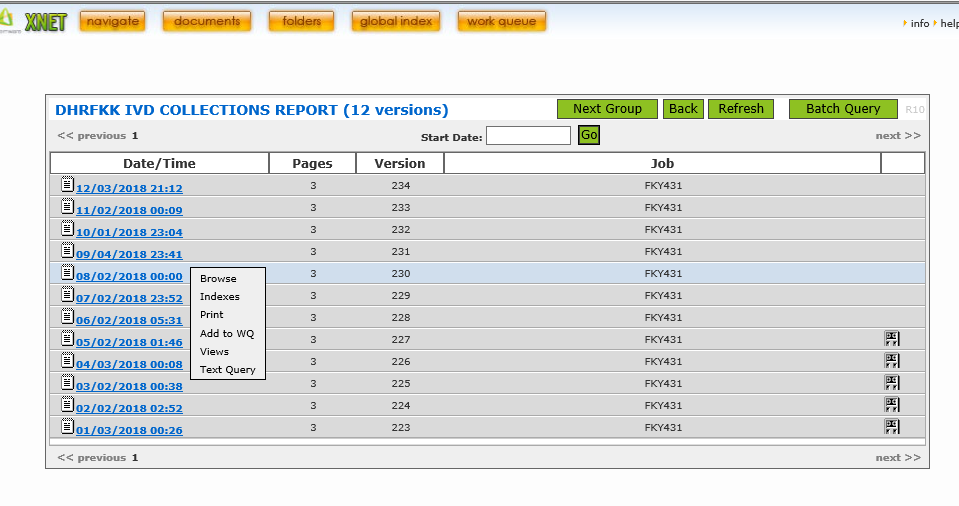 XNET navigate documents folders global index work queue info help
DHRFKK IVD COLLECTIONS REPORT (12 versions) Next Group Back Refresh Batch Query R10
<< previous 1 Start Date: Go next >>
Date/Time Pages Version Job
12/03/2018 21:12 3 234 FKY431
11/02/2018 00:09 3 233 FKY431
10/01/2018 23:04 3 232 FKY431
09/04/2018 23:41 3 231 FKY431
08/02/2018 00:00 3 230 FKY431
07/02/2018 23:52 3 229 FKY431
06/02/2018 05:31 3 228 FKY431
05/02/2018 01:46 3 227 FKY431
04/03/2018 00:08 3 226 FKY431
03/02/2018 00:38 3 225 FKY431
02/02/2018 02:52 3 224 FKY431
01/03/2018 00:26 3 223 FKY431
Browse
Indexes
Print
Add to WQ
Views
Text Query
<< previous 1 next >>